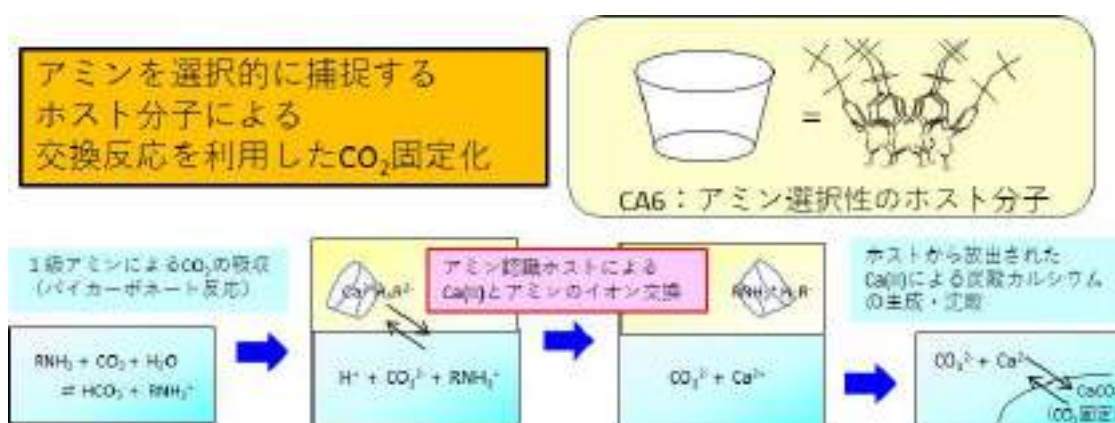 アミンを選択的に捕捉する
ホスト分子による
交換反応を利用したCO₂固定化
=
CA6：アミン選択性のホスト分子
1級アミンによるCO₂の吸収
（バイカーボネート反応）
RNH₂ + CO₂ + H₂O
⇌ HCO₃⁻ + RNH₃⁺
アミン認識ホストによる
Ca(II)とアミンのイオン交換
H⁺ + CO₃²⁻ + RNH₃⁺
CO₃²⁻ + Ca²⁺
ホストから放出された
Ca(II)による炭酸カルシウム
の生成・沈殿
CO₃²⁻ + Ca²⁺
CaCO
(CO₂固定